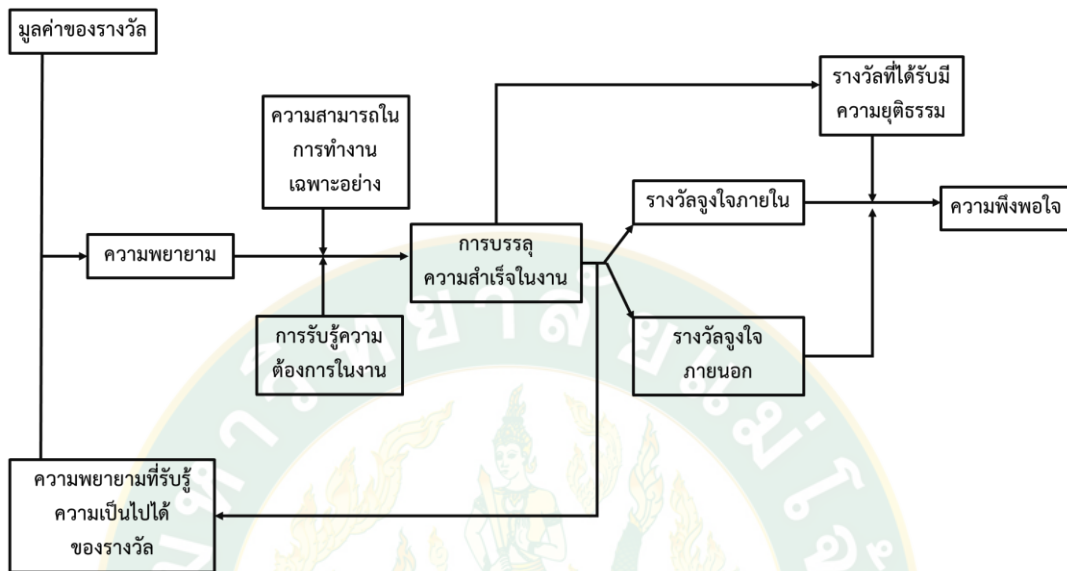 มูลค่าของรางวัล
รางวัลที่ได้รับมี
ความยุติธรรม
ความสามารถใน
การทำงาน
เฉพาะอย่าง
รางวัลจูงใจภายใน
ความพึงพอใจ
ความพยายาม
การบรรลุ
ความสำเร็จในงาน
การรับรู้ความ
ต้องการในงาน
รางวัลจูงใจ
ภายนอก
ความพยายามที่รับรู้
ความเป็นไปได้
ของรางวัล